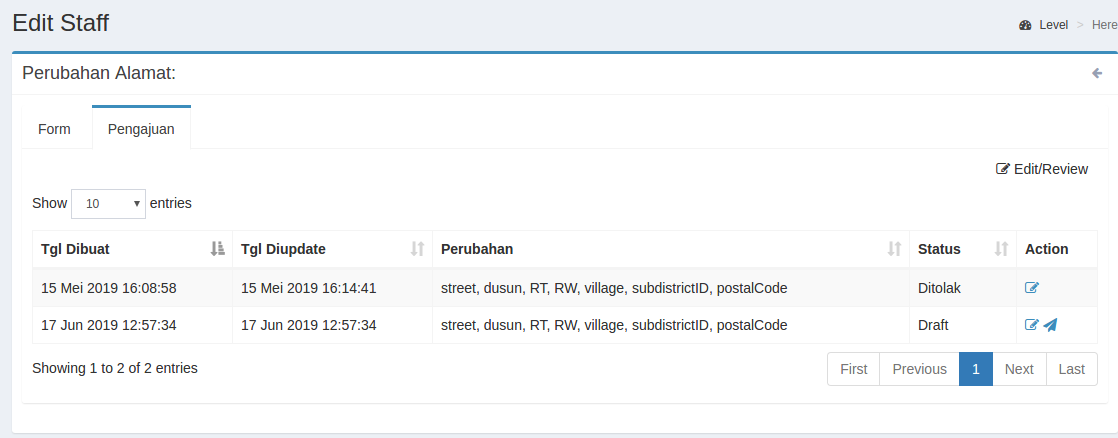 Edit Staff
Level > Here
Perubahan Alamat:
Form Pengajuan
Edit/Review
Show 10 entries
Tgl Dibuat Tgl Diupdate Perubahan Status Action
15 Mei 2019 16:08:58 15 Mei 2019 16:14:41 street, dusun, RT, RW, village, subdistrictID, postalCode Ditolak
17 Jun 2019 12:57:34 17 Jun 2019 12:57:34 street, dusun, RT, RW, village, subdistrictID, postalCode Draft
Showing 1 to 2 of 2 entries First Previous 1 Next Last